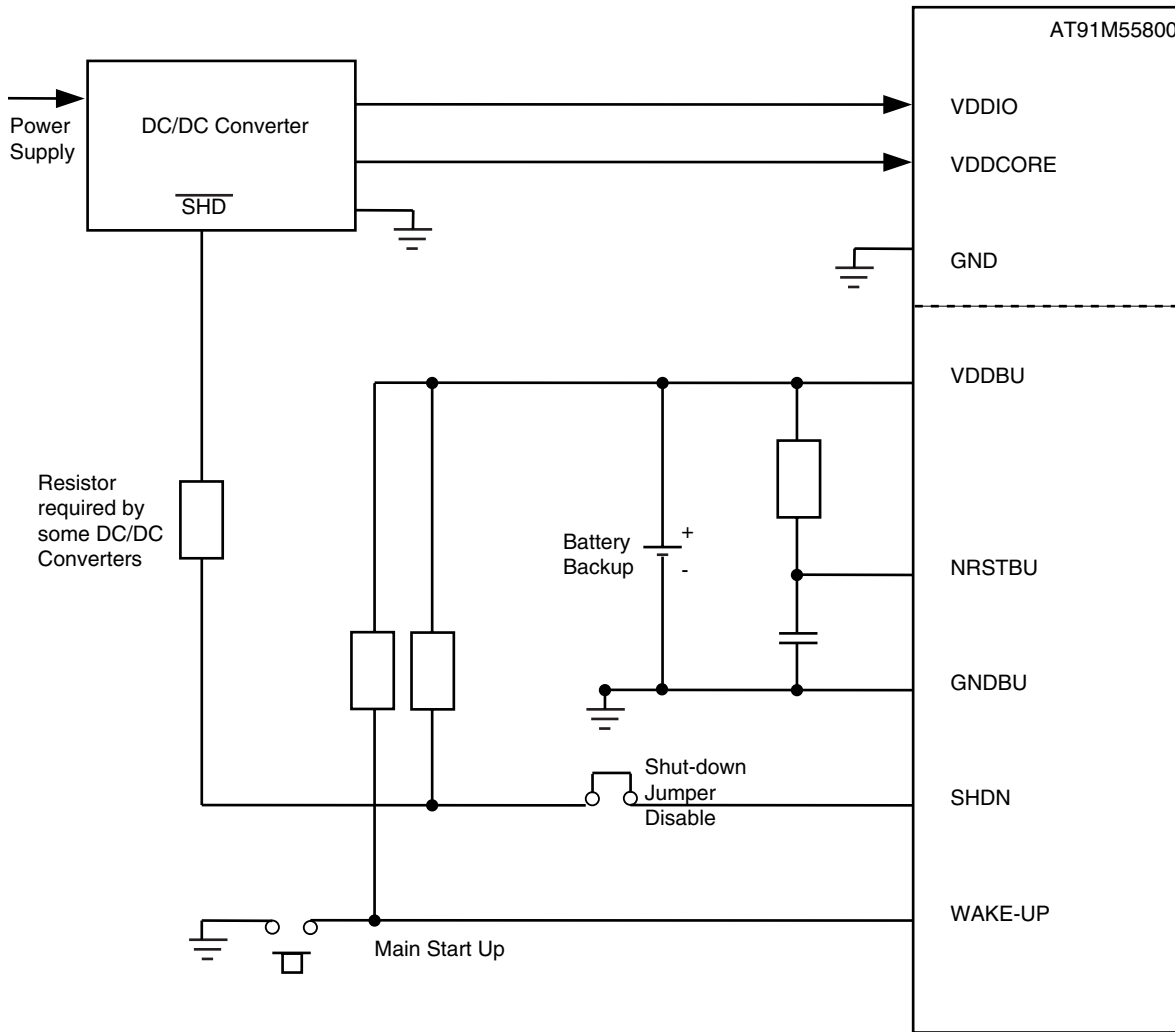 AT91M55800
Power
Supply
DC/DC Converter
SHD
VDDIO
VDDCORE
GND
VDDBU
Resistor
required by
some DC/DC
Converters
Battery
Backup
+
-
NRSTBU
GNDBU
Shut-down
Jumper
Disable
SHDN
WAKE-UP
Main Start Up